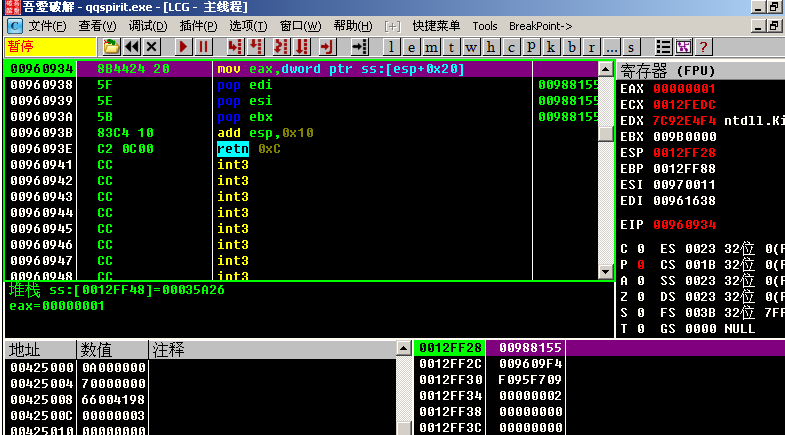 吾爱破解 - qqspirit.exe - [LCG - 主线程]
C 文件(F) 查看(V) 调试(D) 插件(P) 选项(T) 窗口(W) 帮助(H) [+] 快捷菜单 Tools BreakPoint->
暂停 l e m t w h c P k b r ... s ?
00960934 8B4424 20 mov eax,dword ptr ss:[esp+0x20]
00960938 5F pop edi 00988155
00960939 5E pop esi 00988155
0096093A 5B pop ebx 00988155
0096093B 83C4 10 add esp,0x10
0096093E C2 0C00 retn 0xC
00960941 CC int3
00960942 CC int3
00960943 CC int3
00960944 CC int3
00960945 CC int3
00960946 CC int3
00960947 CC int3
00960948 CC int3
堆栈 ss:[0012FF48]=00035A26
eax=00000001
寄存器 (FPU)
EAX 00000001
ECX 0012FEDC
EDX 7C92E4F4 ntdll.Ki
EBX 009B0000
ESP 0012FF28
EBP 0012FF88
ESI 00970011
EDI 00961638
EIP 00960934
C 0 ES 0023 32位 0(F
P 0 CS 001B 32位 0(F
A 0 SS 0023 32位 0(F
Z 0 DS 0023 32位 0(F
S 0 FS 003B 32位 7FF
T 0 GS 0000 NULL
地址 数值 注释
00425000 0A000000
00425004 70000000
00425008 66004198
0042500C 00000003
00425010 00000000
0012FF28 00988155
0012FF2C 009609F4
0012FF30 F095F709
0012FF34 00000002
0012FF38 00000000
0012FF3C 00000000